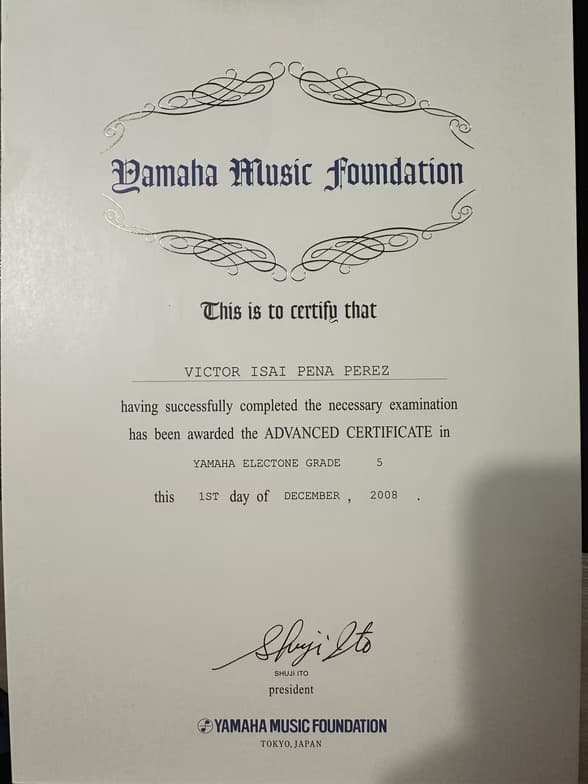 Yamaha Music Foundation
This is to certify that
VICTOR ISAI PENA PEREZ
having successfully completed the necessary examination
has been awarded the ADVANCED CERTIFICATE in
YAMAHA ELECTONE GRADE 5
this 1ST day of DECEMBER , 2008 .
Shuji Ito
SHUJI ITO
president
YAMAHA MUSIC FOUNDATION
TOKYO, JAPAN